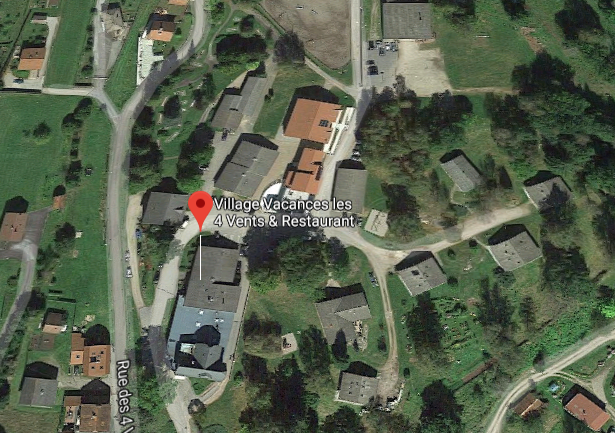 Village Vacances les
4 Vents & Restaurant
Rue des 4 V